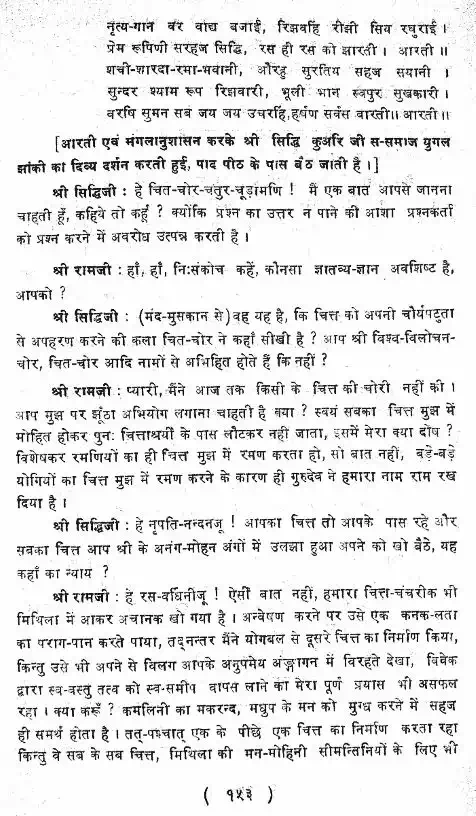 नृत्य-गान वर वाद्य बजाई, रिझवहिं रीझी सिय रघुराई।
प्रेम रूपिणी सरहज सिद्धि, रस ही रस को झारती। आरती॥
शची-शारदा-रमा-भवानी, औरहु सुरतिय सहज सयानी।
सुन्दर श्याम रूप रिझवारी, भूली भान स्वपुर सुखकारी।
वरषि सुमन सब जय जय उचरहिं, हर्षण सर्वस वारती॥ आरती॥
[आरती एवं मंगलानुशासन करके श्री सिद्धि कुअँरि जी स-समाज युगल
झाँकी का दिव्य दर्शन करती हुई, पाद पीठ के पास बैठ जाती है।]
श्री सिद्धिजी : हे चित-चोर-चतुर-चूड़ामणि! मैं एक बात आपसे जानना
चाहती हूँ, कहिये तो कहूँ? क्योंकि प्रश्न का उत्तर न पाने की आशा प्रश्नकर्ता
को प्रश्न करने में अवरोध उत्पन्न करती है।
श्री रामजी : हाँ, हाँ, नि:संकोच कहें, कौनसा ज्ञातव्य-ज्ञान अवशिष्ट है,
आपको?
श्री सिद्धिजी : (मंद-मुसकान से) वह यह है, कि चित्त को अपनी चौर्यपटुता
से अपहरण करने की कला चित-चोर ने कहाँ सीखी है? आप श्री विश्व-विलोचन-
चोर, चित-चोर आदि नामों से अभिहित होते हैं कि नहीं?
श्री रामजी : प्यारी, मैंने आज तक किसी के चित्त की चोरी नहीं की।
आप मुझ पर झूंठा अभियोग लगाना चाहती है क्या? स्वयं सबका चित्त मुझ में
मोहित होकर पुन: चित्ताश्रयी के पास लौटकर नहीं जाता, इसमें मेरा क्या दोष?
विशेषकर रमणियों का ही चित्त मुझ में रमण करता हो, सो बात नहीं, बड़े-बड़े
योगियों का चित्त मुझ में रमण करने के कारण ही गुरुदेव ने हमारा नाम राम रख
दिया है।
श्री सिद्धिजी : हे नृपति-नन्दनजू! आपका चित्त तो आपके पास रहे और
सबका चित्त आप श्री के अनंग-मोहन अंगों में उलझा हुआ अपने को खो बैठे, यह
कहाँ का न्याय?
श्री रामजी : हे रस-वर्धिनीजू! ऐसी बात नहीं, हमारा चित्त-चंचरीक भी
मिथिला में आकर अचानक खो गया है। अन्वेषण करने पर उसे एक कनक-लता
का पराग-पान करते पाया, तद्नन्तर मैंने योगबल से दूसरे चित्त का निर्माण किया,
किन्तु उसे भी अपने से विलग आपके अनुपमेय अङ्गागन में विरहते देखा, विवेक
द्वारा स्व-वस्तु तत्व को स्व-समीप वापस लाने का मेरा पूर्ण प्रयास भी असफल
रहा। क्या करूँ? कमलिनी का मकरन्द, मधुप के मन को मुग्ध करने में सहज
ही समर्थ होता है। तत्-पश्चात् एक के पीछे एक चित्त का निर्माण करता रहा
किन्तु वे सब के सब चित्त, मिथिला की मन-मोहिनी सीमन्तिनियों के लिए भी
( १५३ )